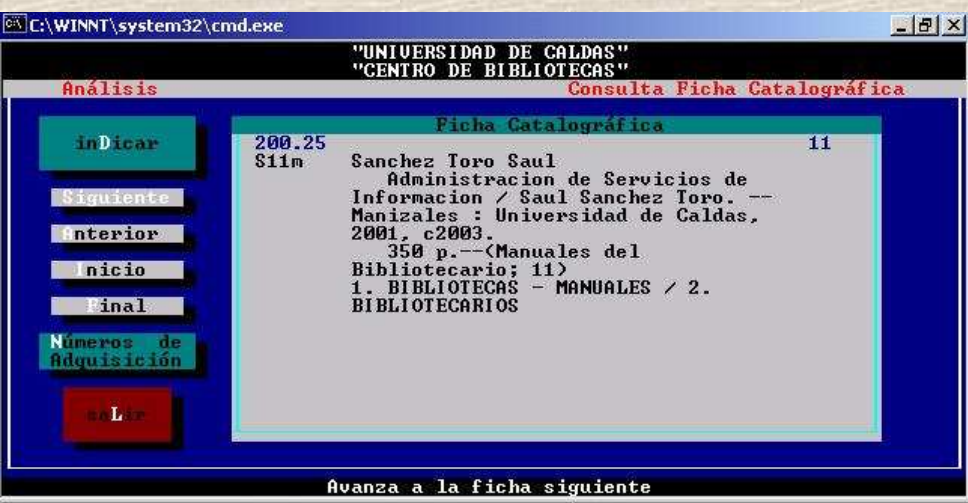 C:\WINNT\system32\cmd.exe
"UNIVERSIDAD DE CALDAS"
"CENTRO DE BIBLIOTECAS"
Análisis Consulta Ficha Catalográfica
inDicar
Siguiente
Anterior
Inicio
Final
Números de
Adquisición
saLir
Ficha Catalográfica
200.25 11
S11m Sanchez Toro Saul
Administracion de Servicios de
Informacion / Saul Sanchez Toro. --
Manizales : Universidad de Caldas,
2001, c2003.
350 p.--(Manuales del
Bibliotecario; 11)
1. BIBLIOTECAS - MANUALES / 2.
BIBLIOTECARIOS
Avanza a la ficha siguiente